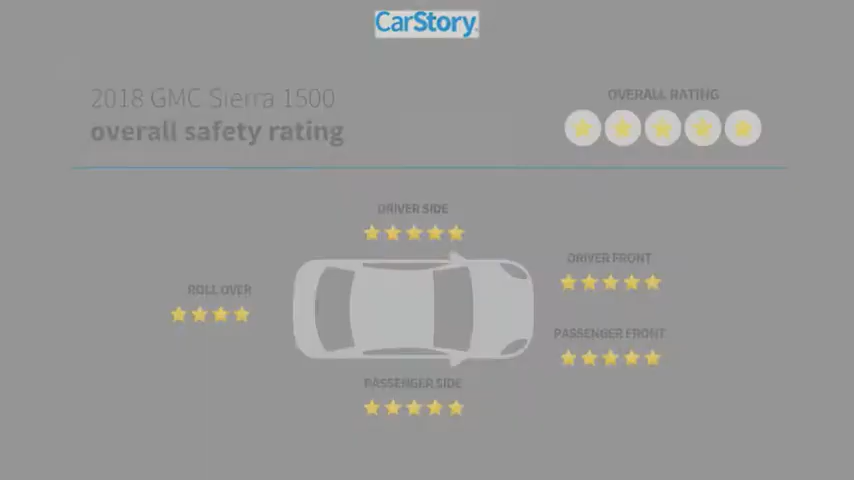 CarStory
2018 GMC Sierra 1500
overall safety rating
OVERALL RATING
DRIVER SIDE
DRIVER FRONT
ROLL OVER
PASSENGER FRONT
PASSENGER SIDE